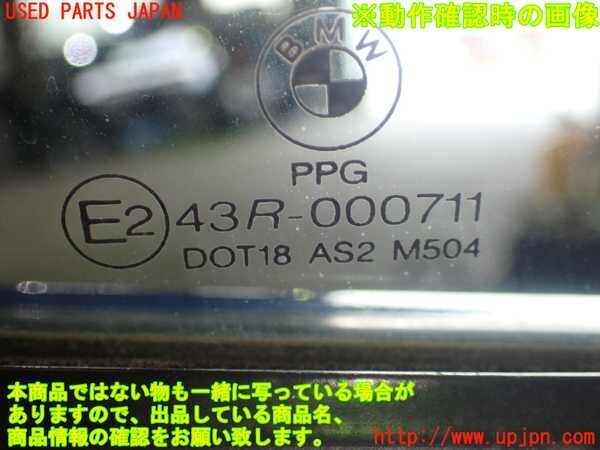 USED PARTS JAPAN
※動作確認時の画像
BMW
PPG
E2 43R-000711
DOT18 AS2 M504
本商品ではない物も一緒に写っている場合が
ありますので、出品している商品名、
商品情報の確認をお願い致します。
http://www.upjpn.com/